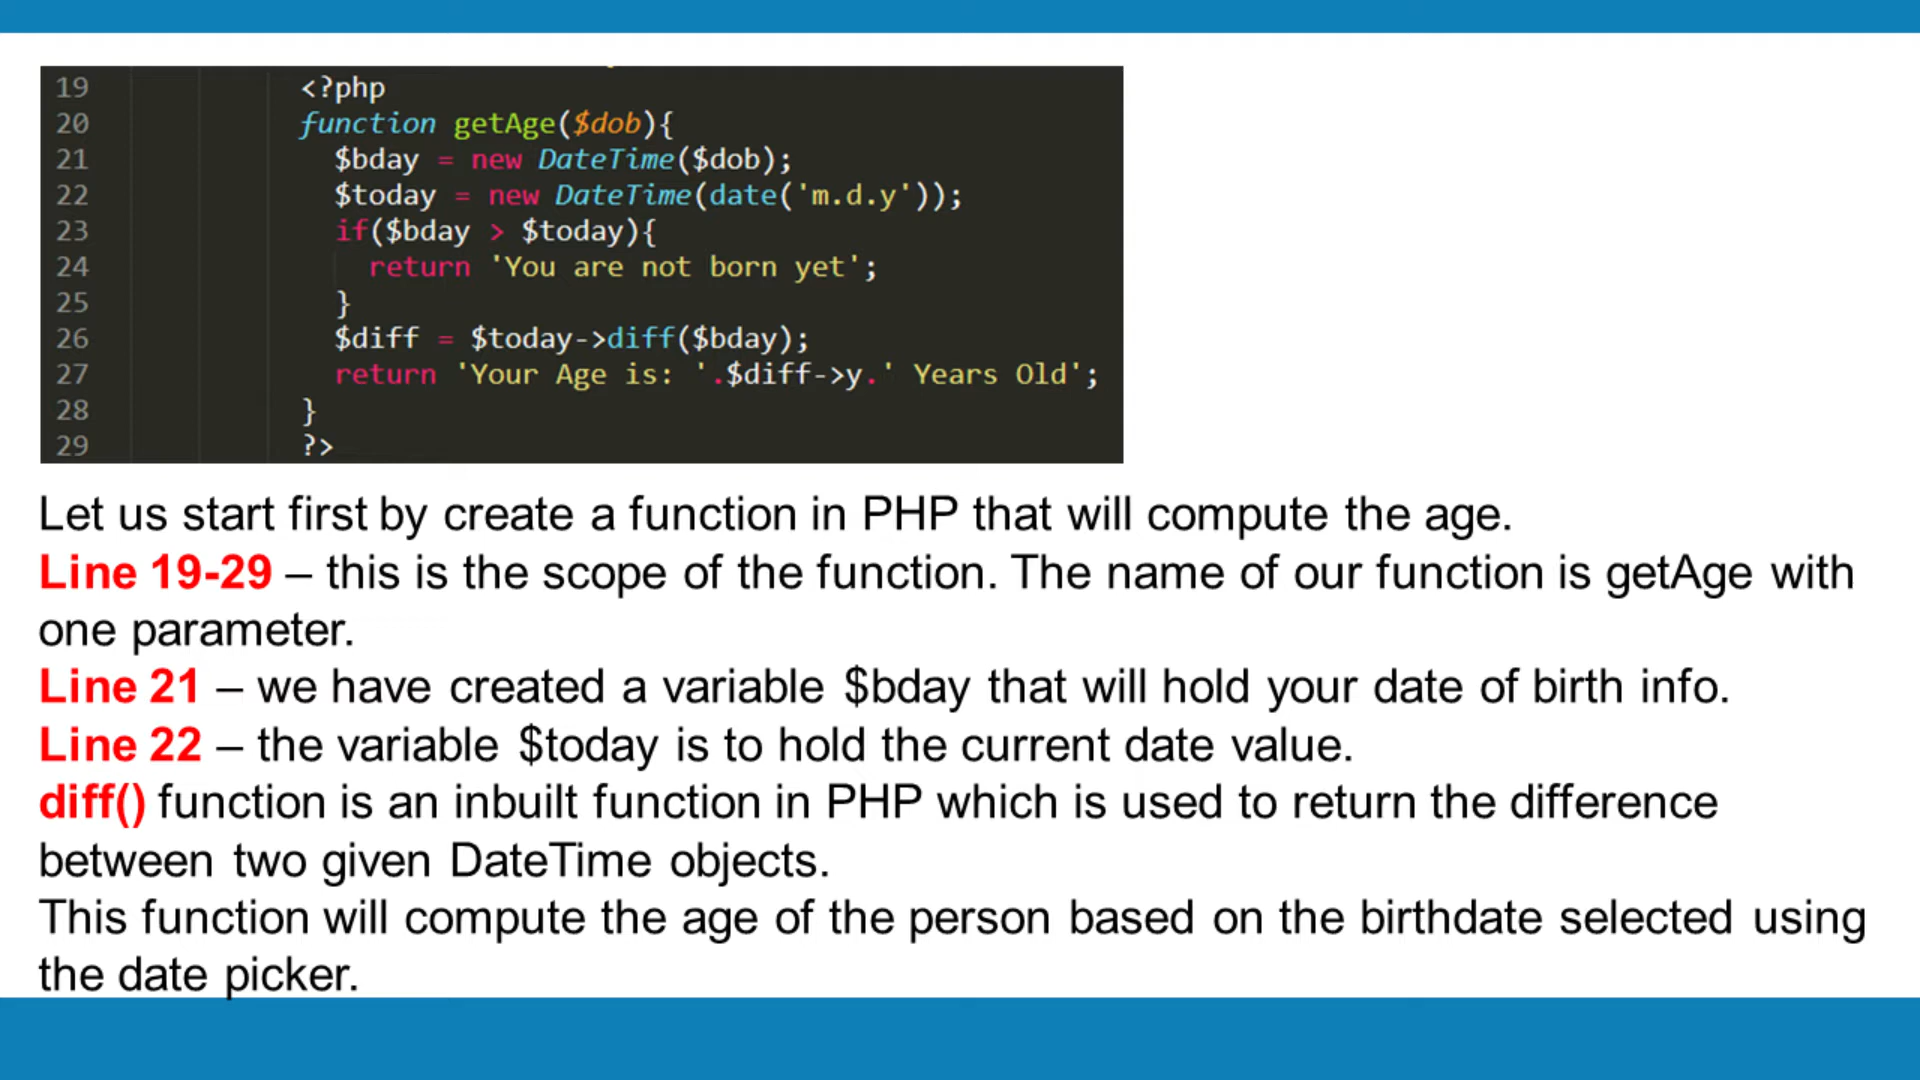 19 <?php
20 function getAge($dob){
21 $bday = new DateTime($dob);
22 $today = new DateTime(date('m.d.y'));
23 if($bday > $today){
24 return 'You are not born yet';
25 }
26 $diff = $today->diff($bday);
27 return 'Your Age is: '.$diff->y.' Years Old';
28 }
29 ?>
Let us start first by create a function in PHP that will compute the age.
Line 19-29 – this is the scope of the function. The name of our function is getAge with
one parameter.
Line 21 – we have created a variable $bday that will hold your date of birth info.
Line 22 – the variable $today is to hold the current date value.
diff() function is an inbuilt function in PHP which is used to return the difference
between two given DateTime objects.
This function will compute the age of the person based on the birthdate selected using
the date picker.